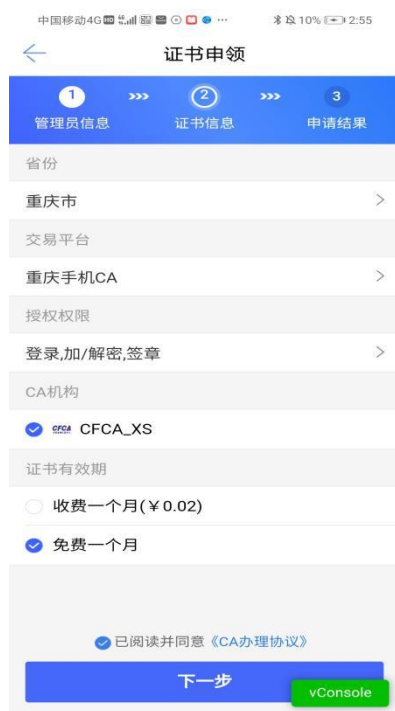 中国移动4G HD 10% 2:55
证书申领
1 >>> 2 >>> 3
管理员信息 证书信息 申请结果
省份
重庆市
交易平台
重庆手机CA
授权权限
登录,加/解密,签章
CA机构
CFCA CFCA_XS
证书有效期
收费一个月(¥0.02)
免费一个月
已阅读并同意《CA办理协议》
下一步
vConsole